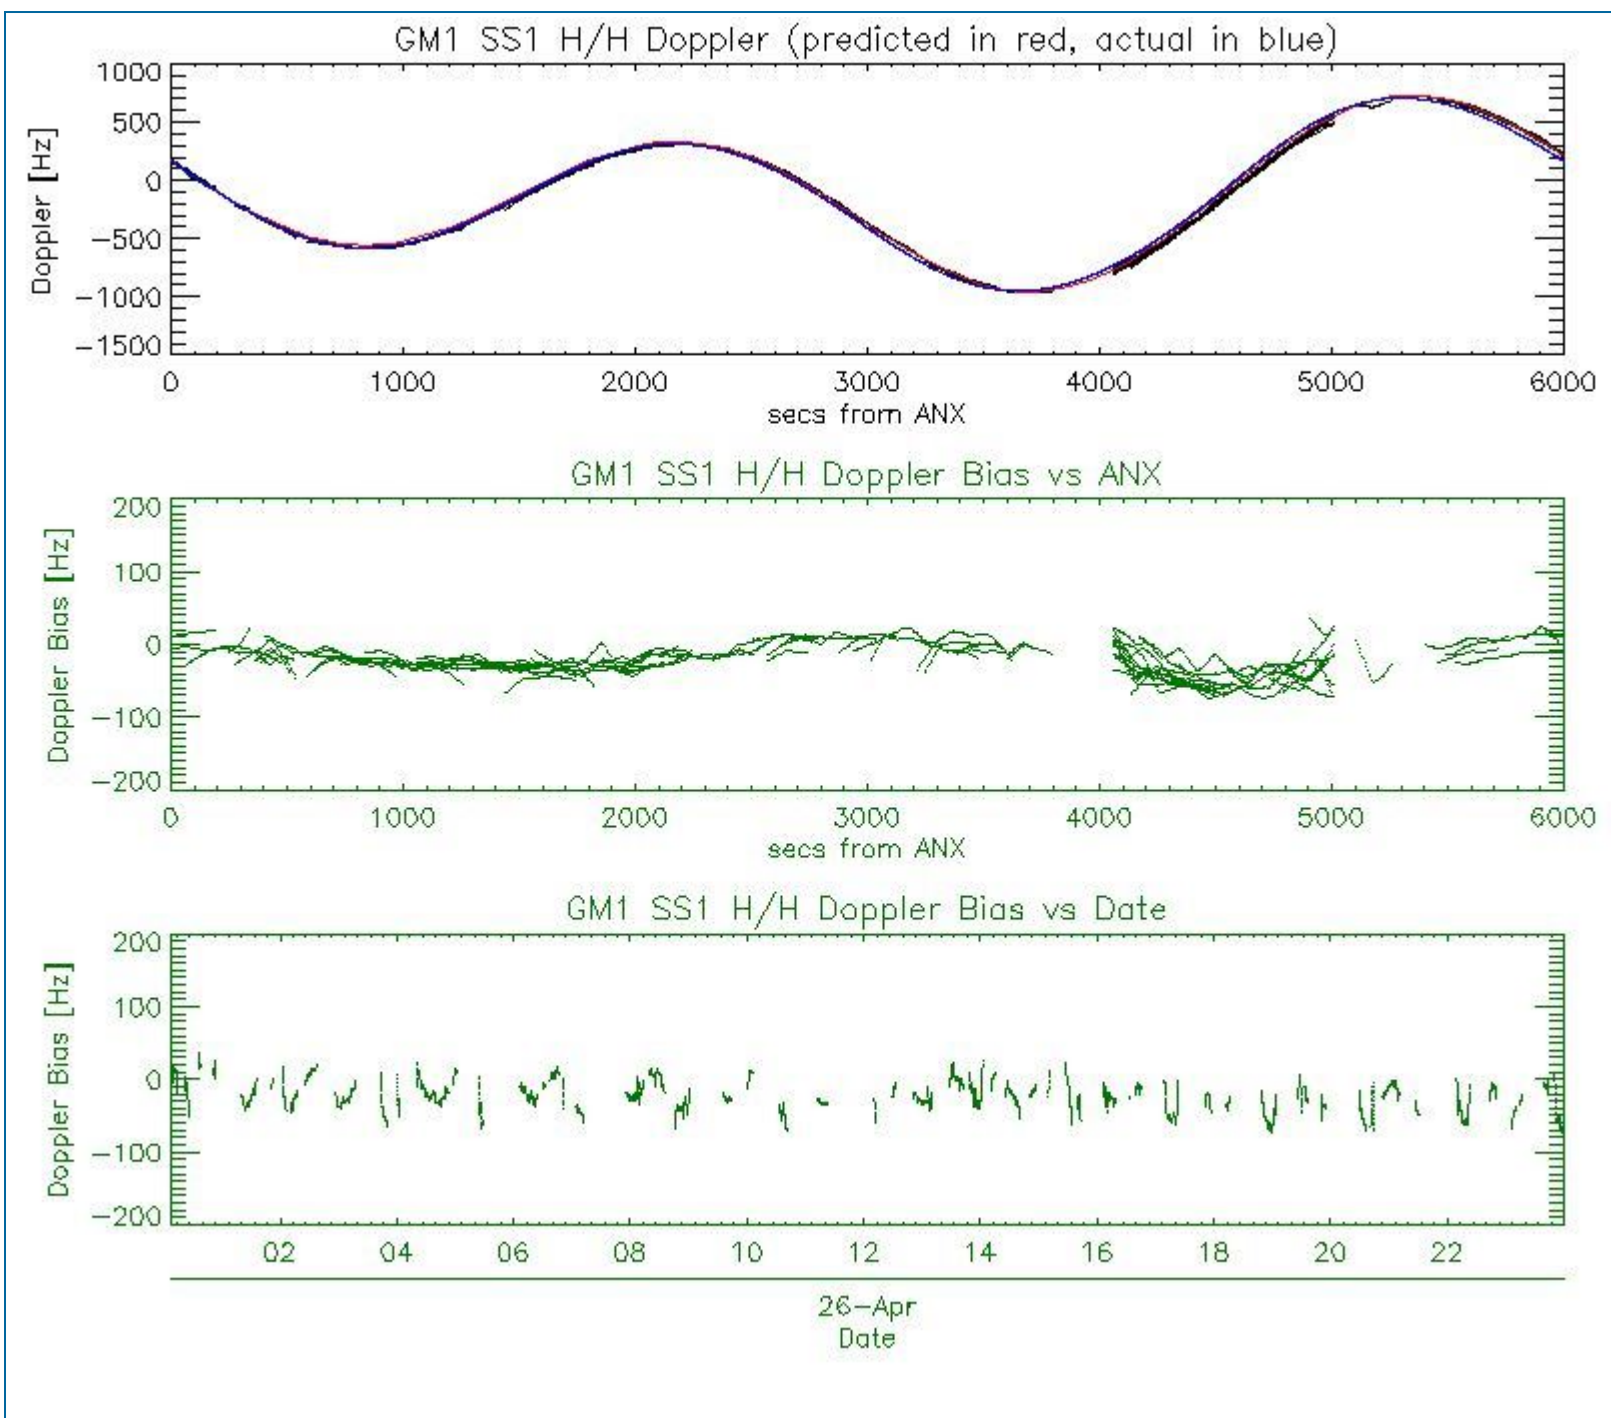 GM1 SS1 H/H Doppler (predicted in red, actual in blue)
1000
500
0
−500
−1000
−1500
Doppler [Hz]
0 1000 2000 3000 4000 5000 6000
secs from ANX
GM1 SS1 H/H Doppler Bias vs ANX
200
100
0
−100
−200
Doppler Bias [Hz]
0 1000 2000 3000 4000 5000 6000
secs from ANX
GM1 SS1 H/H Doppler Bias vs Date
200
100
0
−100
−200
Doppler Bias [Hz]
02 04 06 08 10 12 14 16 18 20 22
26−Apr
Date